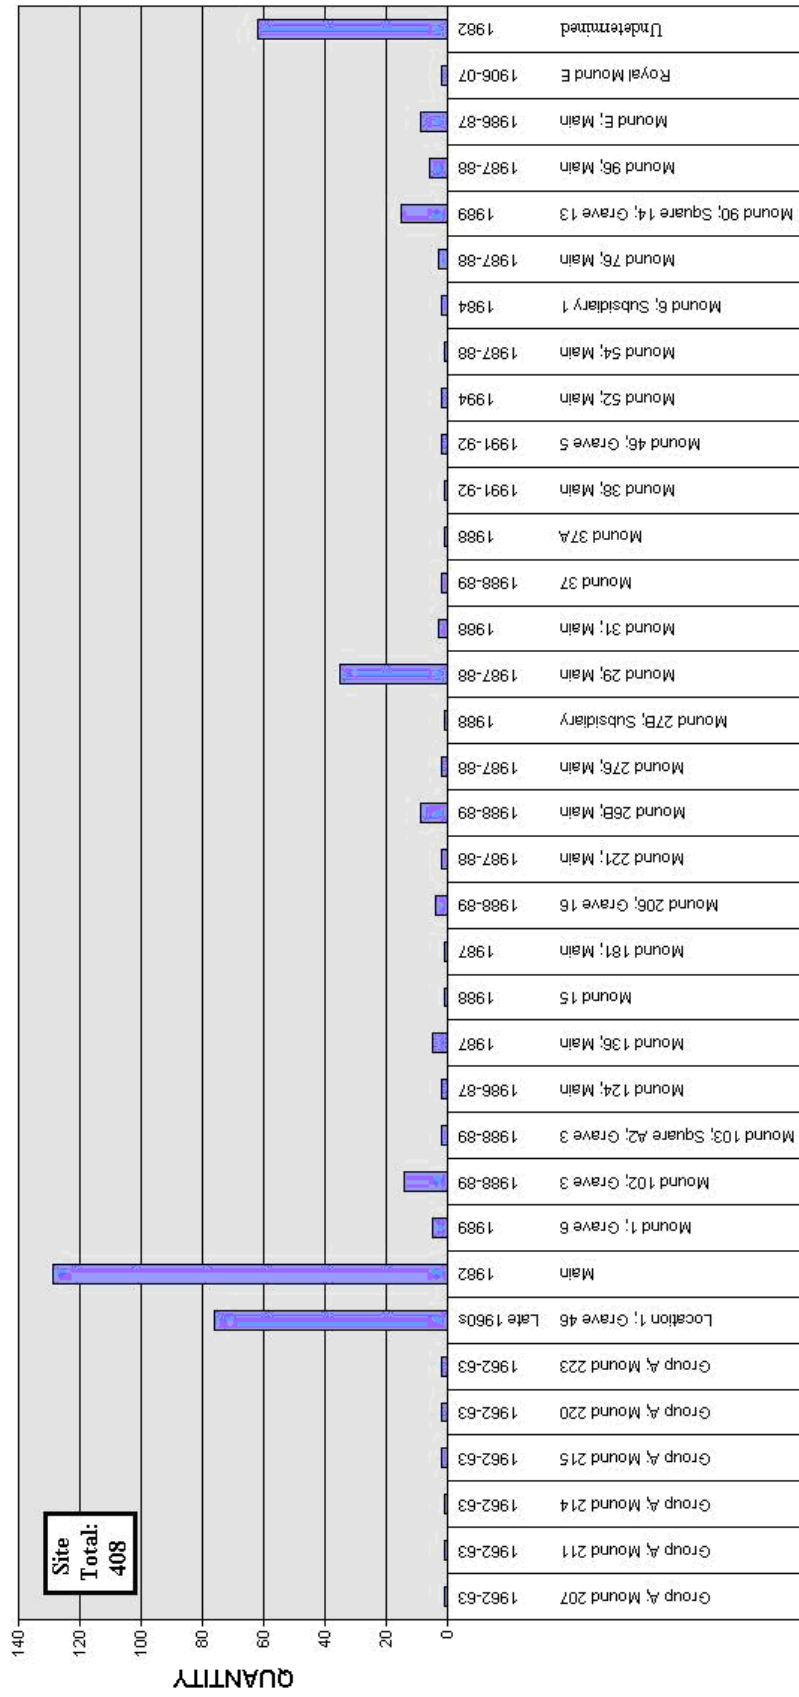 Undetermined 1982
Royal Mound E 1906-07
Mound E; Main 1986-87
Mound 96; Main 1987-88
Mound 90; Square 14; Grave 13 1989
Mound 76; Main 1987-88
Mound 6; Subsidiary 1 1984
Mound 54; Main 1987-88
Mound 52; Main 1994
Mound 46; Grave 5 1991-92
Mound 38; Main 1991-92
Mound 37A 1988
Mound 37 1988-89
Mound 31; Main 1988
Mound 29; Main 1987-88
Mound 27B; Subsidiary 1988
Mound 276; Main 1987-88
Mound 26B; Main 1988-89
Mound 221; Main 1987-88
Mound 206; Grave 16 1988-89
Mound 181; Main 1987
Mound 15 1988
Mound 136; Main 1987
Mound 124; Main 1986-87
Mound 103; Square A2; Grave 3 1988-89
Mound 102; Grave 3 1988-89
Mound 1; Grave 6 1989
Main 1982
Location 1; Grave 46 Late 1960s
Group A; Mound 223 1962-63
Group A; Mound 220 1962-63
Group A; Mound 215 1962-63
Group A; Mound 214 1962-63
Group A; Mound 211 1962-63
Group A; Mound 207 1962-63
Site
Total:
408
140
120
100
80
60
40
20
0
QUANTITY